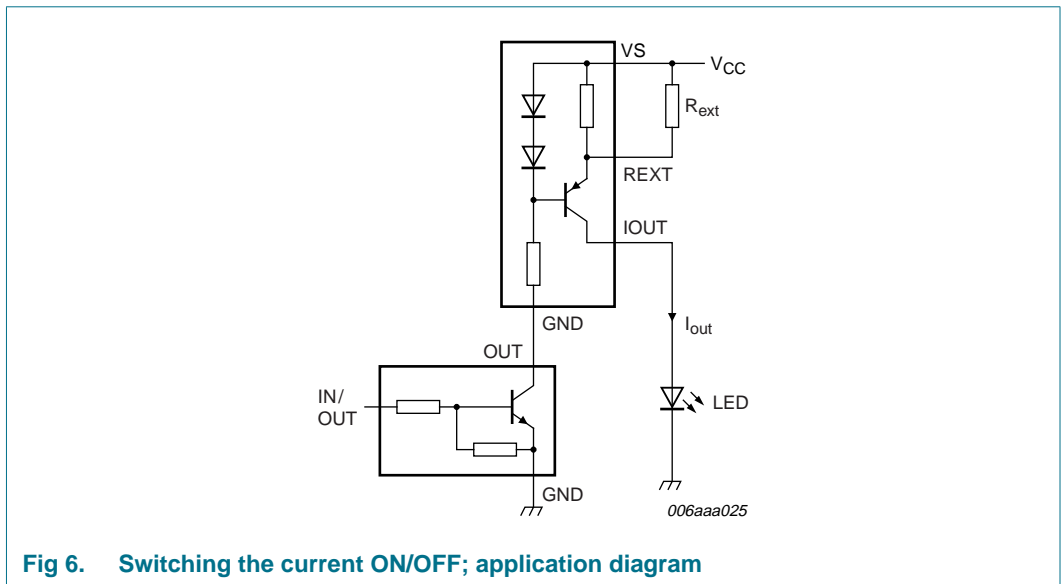 VS
VCC
Rext
REXT
IOUT
GND
Iout
OUT
IN/
OUT
LED
GND
006aaa025
Fig 6. Switching the current ON/OFF; application diagram